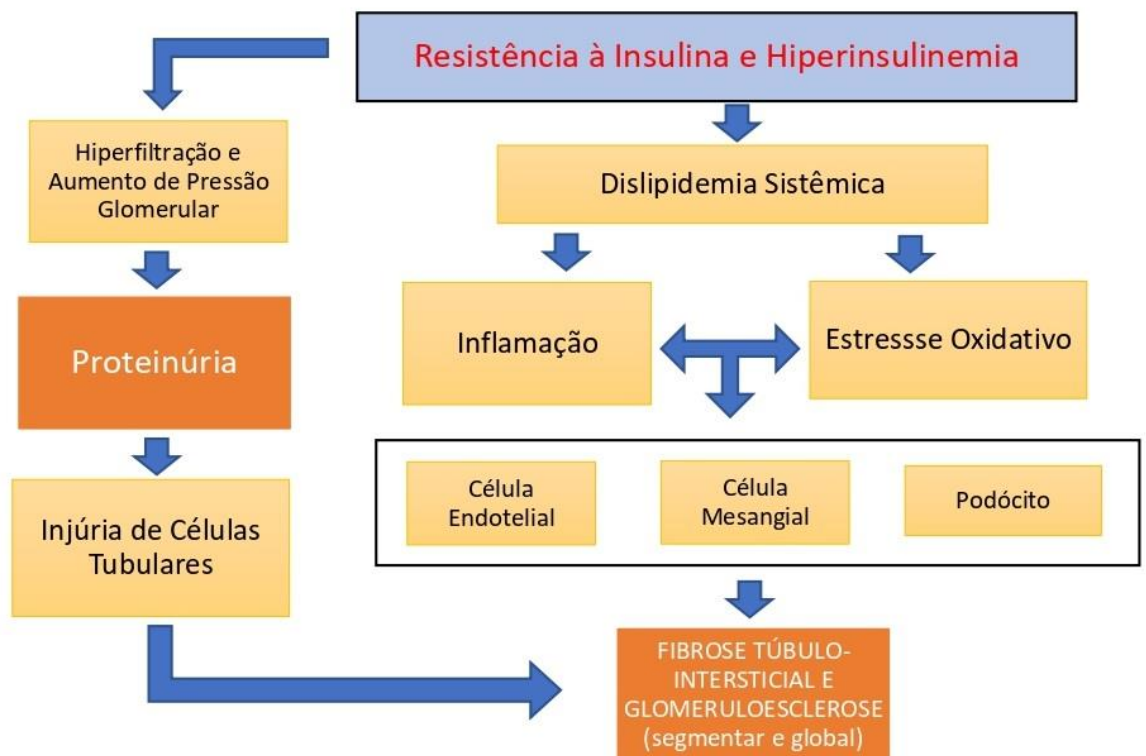 Resistência à Insulina e Hiperinsulinemia
Hiperfiltração e
Aumento de Pressão
Glomerular
Dislipidemia Sistêmica
Proteinúria
Inflamação
Estressse Oxidativo
Injúria de Células
Tubulares
Célula
Endotelial
Célula
Mesangial
Podócito
FIBROSE TÚBULO-
INTERSTICIAL E
GLOMERULOESCLEROSE
(segmentar e global)